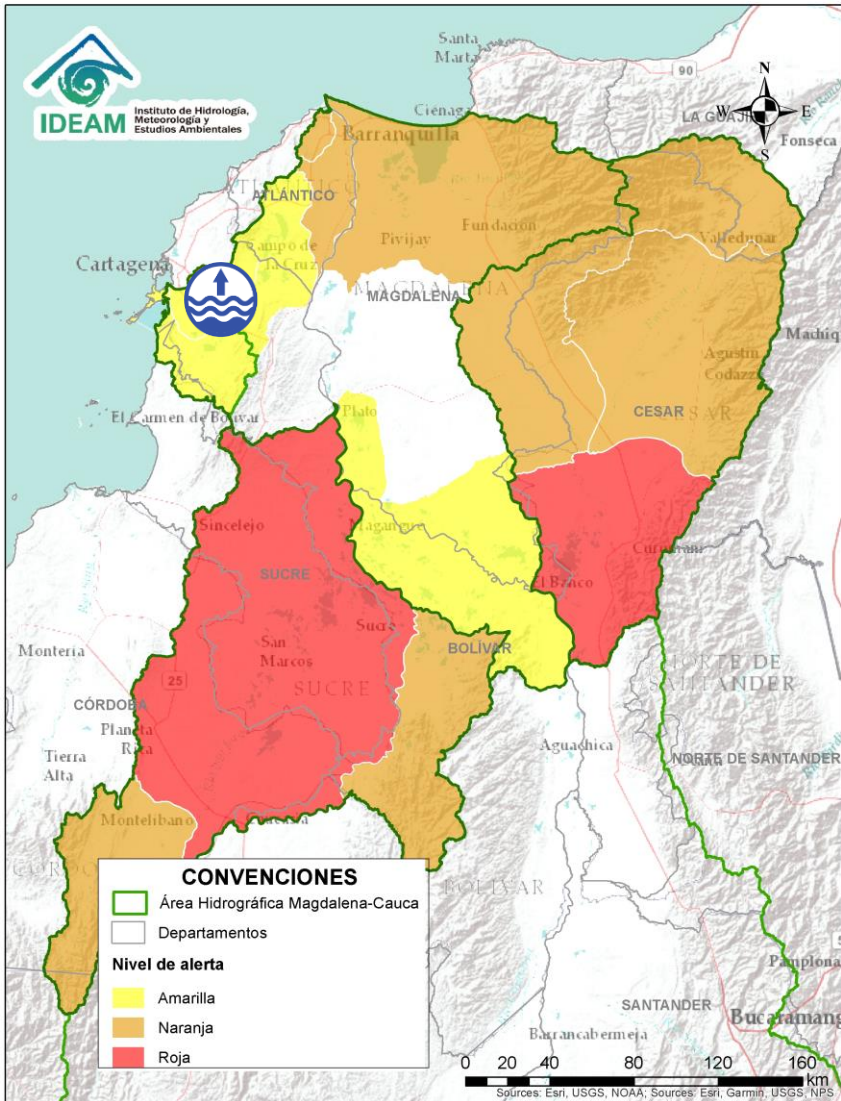 IDEAM
Instituto de Hidrología,
Meteorología y
Estudios Ambientales
Santa
Marta
90
N
W
E
S
LA GUAJI
Ciénaga
Barranquilla
Fonseca
ATLÁNTICO
Fundación
Pivijay
Valledupar
Campo de
la Cruz
Cartagena
MAGDALENA
Machiq
Agustín
Codazzi
El Carmen de Bolívar
Plato
CESAR
Sincelejo
Magangué
SUCRE
El Banco
Sucre
Montería
San
Marcos
BOLÍVAR
NORTE DE
SANTANDER
25
SUCRE
CÓRDOBA
Planeta
Rica
Tierra
Alta
Aguachica
NORTE DE SANTANDER
Montelíbano
BOLÍVAR
CONVENCIONES
Área Hidrográfica Magdalena-Cauca
Departamentos
Nivel de alerta
Amarilla
Naranja
Roja
Pamplona
SANTANDER
Bucaramang
Barrancabermeja
0 20 40 80 120 160
KM
Sources: Esri, USGS, NOAA; Sources: Esri, Garmin, USGS, NPS